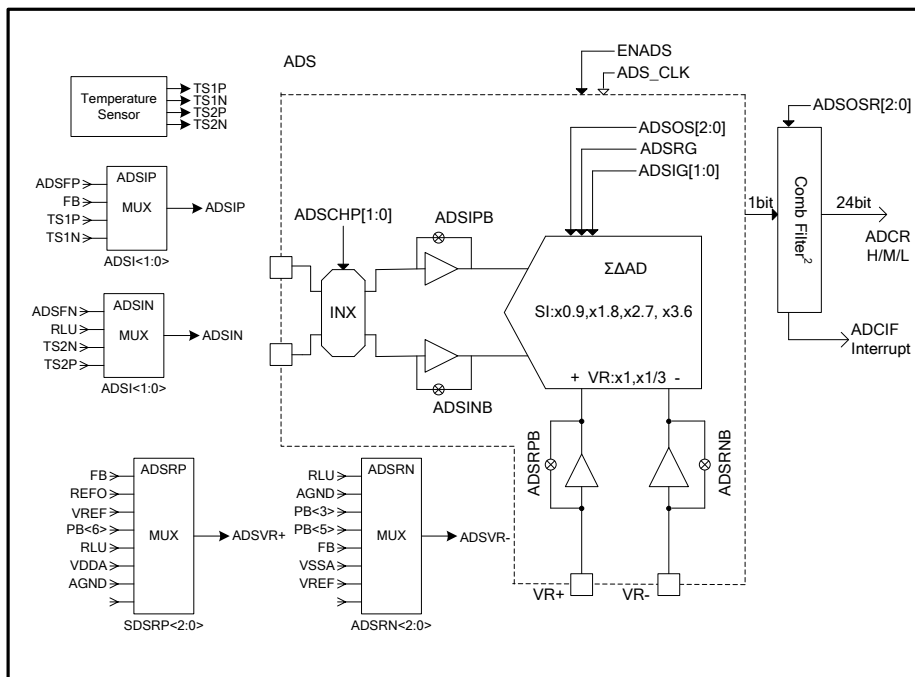 ENADS
ADS
ADS_CLK
Temperature
Sensor
TS1P
TS1N
TS2P
TS2N
ADSOSR[2:0]
ADSOS[2:0]
ADSRG
ADSIG[1:0]
ADSIP
MUX
ADSFP
FB
TS1P
TS1N
ADSIP
ADSI<1:0>
ADSCHP[1:0]
ADSIPB
1bit
Comb Filter2
24bit
ADCR
H/M/L
ΣΔAD
INX
SI:x0.9,x1.8,x2.7, x3.6
ADSIN
MUX
ADSFN
RLU
TS2N
TS2P
ADSIN
ADSI<1:0>
ADCIF
Interrupt
+ VR:x1,x1/3 -
ADSINB
ADSRPB
ADSRNB
ADSRP
MUX
FB
REFO
VREF
PB<6>
RLU
VDDA
AGND
ADSVR+
SDSRP<2:0>
ADSRN
MUX
RLU
AGND
PB<3>
PB<5>
FB
VSSA
VREF
ADSVR-
ADSRN<2:0>
VR+
VR-